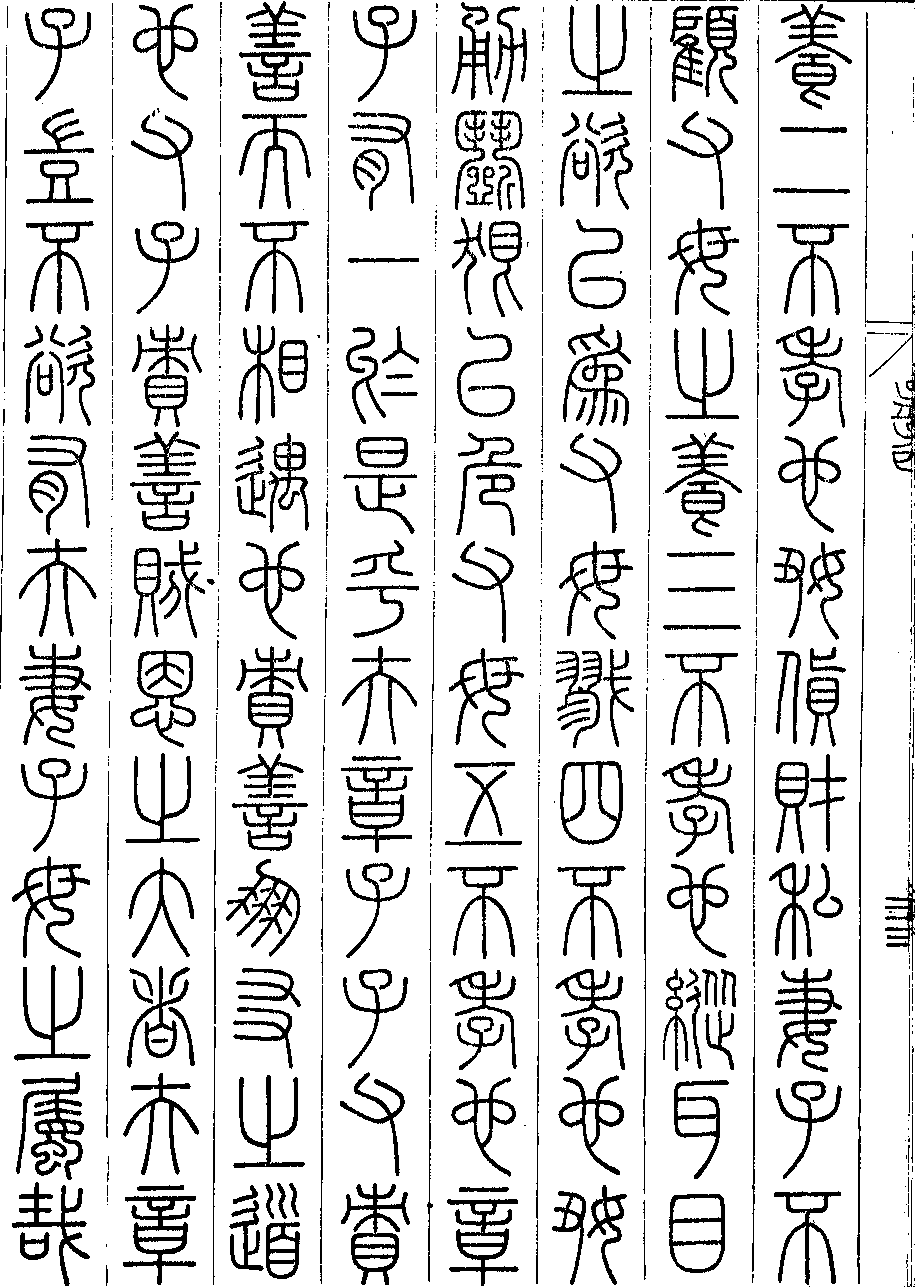 養二不孝也好貨財私妻子不
顧父母之養三不孝也縱耳目
之欲以為父母戮四不孝也好
勇鬬很以危父母五不孝也章
子有一於是乎夫章子子父責
善而不相遇也責善朋友之道
也父子責善賊恩之大者夫章
子豈不欲有夫妻子母之屬哉